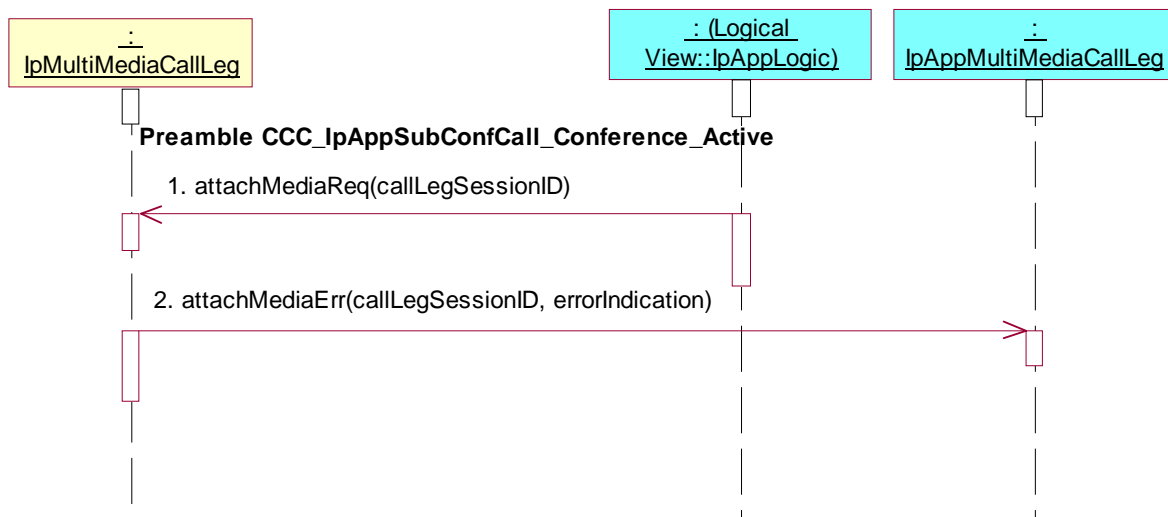 :
IpMultiMediaCallLeg
: (Logical
View::IpAppLogic)
:
IpAppMultiMediaCallLeg
Preamble CCC_IpAppSubConfCall_Conference_Active
1. attachMediaReq(callLegSessionID)
2. attachMediaErr(callLegSessionID, errorIndication)